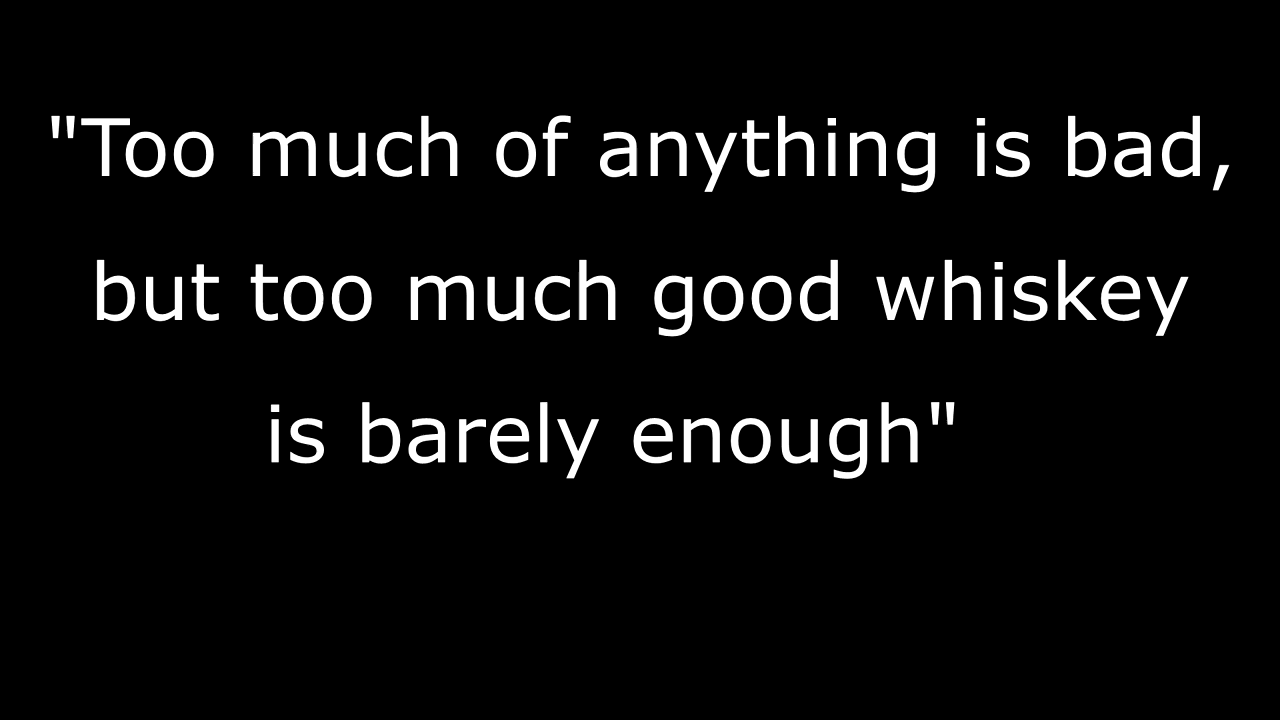 "Too much of anything is bad,
but too much good whiskey
is barely enough"